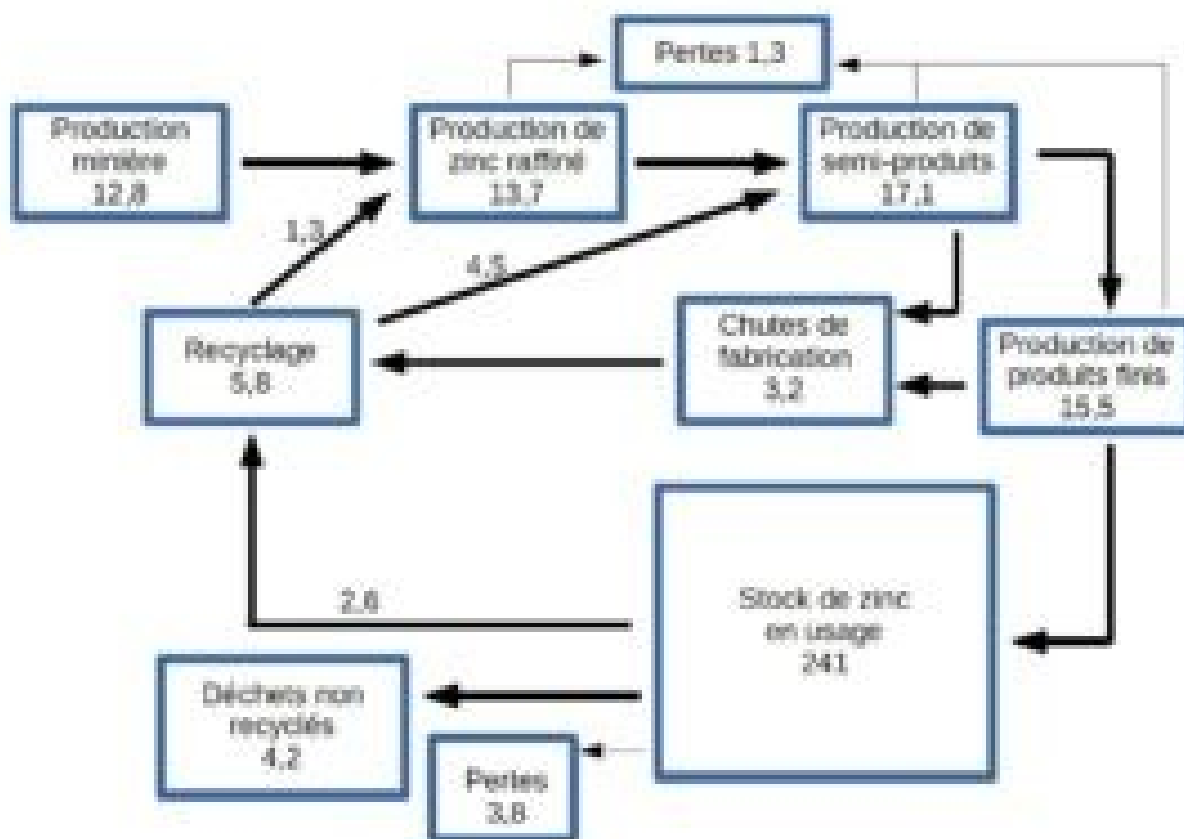 Pertes 1,3
Production
minière
12,8
Production de
zinc raffiné
13,7
Production de
semi-produits
17,1
1,3
4,5
Recyclage
5,8
Chutes de
fabrication
3,2
Production de
produits finis
15,5
2,6
Stock de zinc
en usage
241
Déchets non
recyclés
4,2
Pertes
3,8